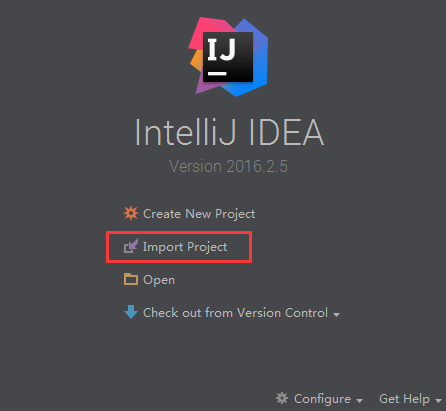 IJ
IntelliJ IDEA
Version 2016.2.5
Create New Project
Import Project
Open
Check out from Version Control
Configure Get Help